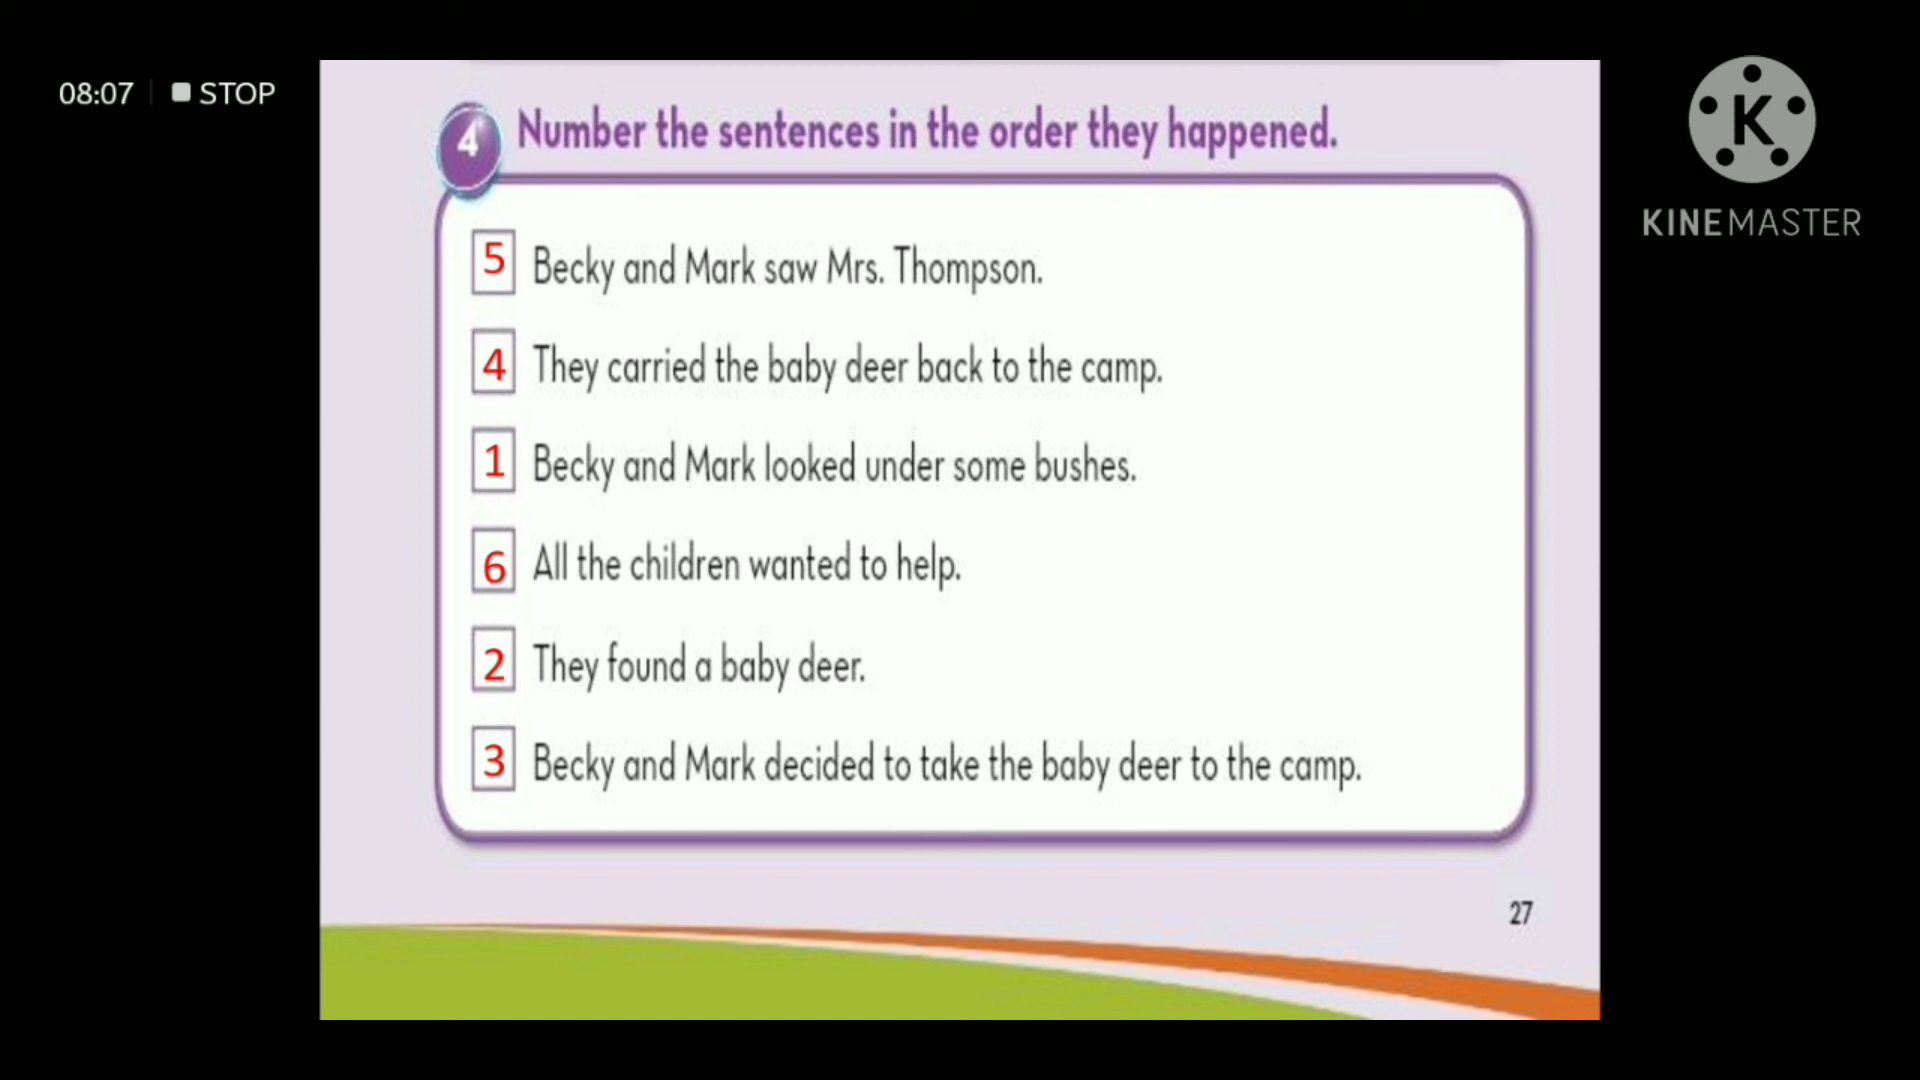 08:07 STOP
KINEMASTER
4 Number the sentences in the order they happened.
5 Becky and Mark saw Mrs. Thompson.
4 They carried the baby deer back to the camp.
1 Becky and Mark looked under some bushes.
6 All the children wanted to help.
2 They found a baby deer.
3 Becky and Mark decided to take the baby deer to the camp.
27